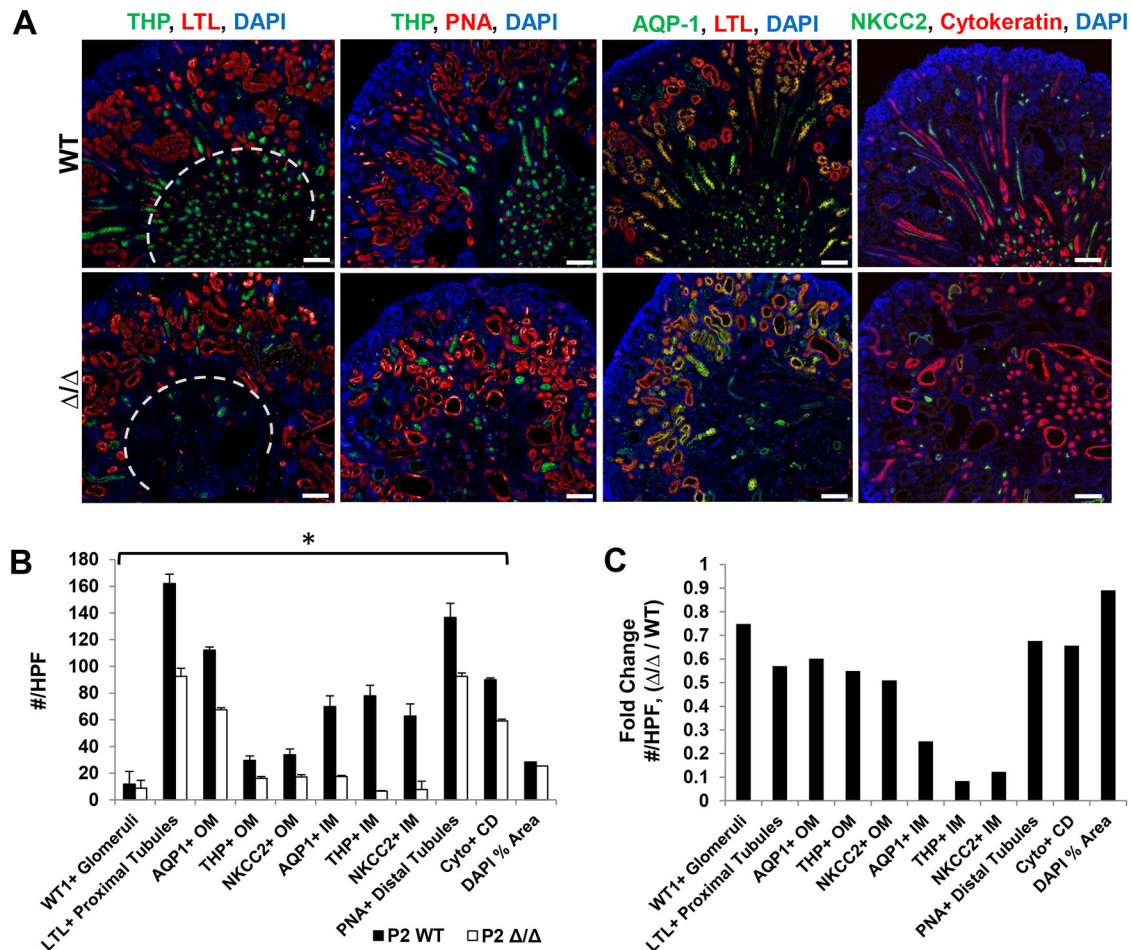 A
THP, LTL, DAPI
THP, PNA, DAPI
AQP-1, LTL, DAPI
NKCC2, Cytokeratin, DAPI
WT
Δ/Δ
B
*
#/HPF
180
160
140
120
100
80
60
40
20
0
WT1+ Glomeruli
LTL+ Proximal Tubules
AQP1+ OM
THP+ OM
NKCC2+ OM
AQP1+ IM
THP+ IM
NKCC2+ IM
PNA+ Distal Tubules
Cyto+ CD
DAPI % Area
P2 WT
P2 Δ/Δ
C
Fold Change
#/HPF, (Δ/Δ / WT)
1
0.9
0.8
0.7
0.6
0.5
0.4
0.3
0.2
0.1
0
WT1+ Glomeruli
LTL+ Proximal Tubules
AQP1+ OM
THP+ OM
NKCC2+ OM
AQP1+ IM
THP+ IM
NKCC2+ IM
PNA+ Distal Tubules
Cyto+ CD
DAPI % Area